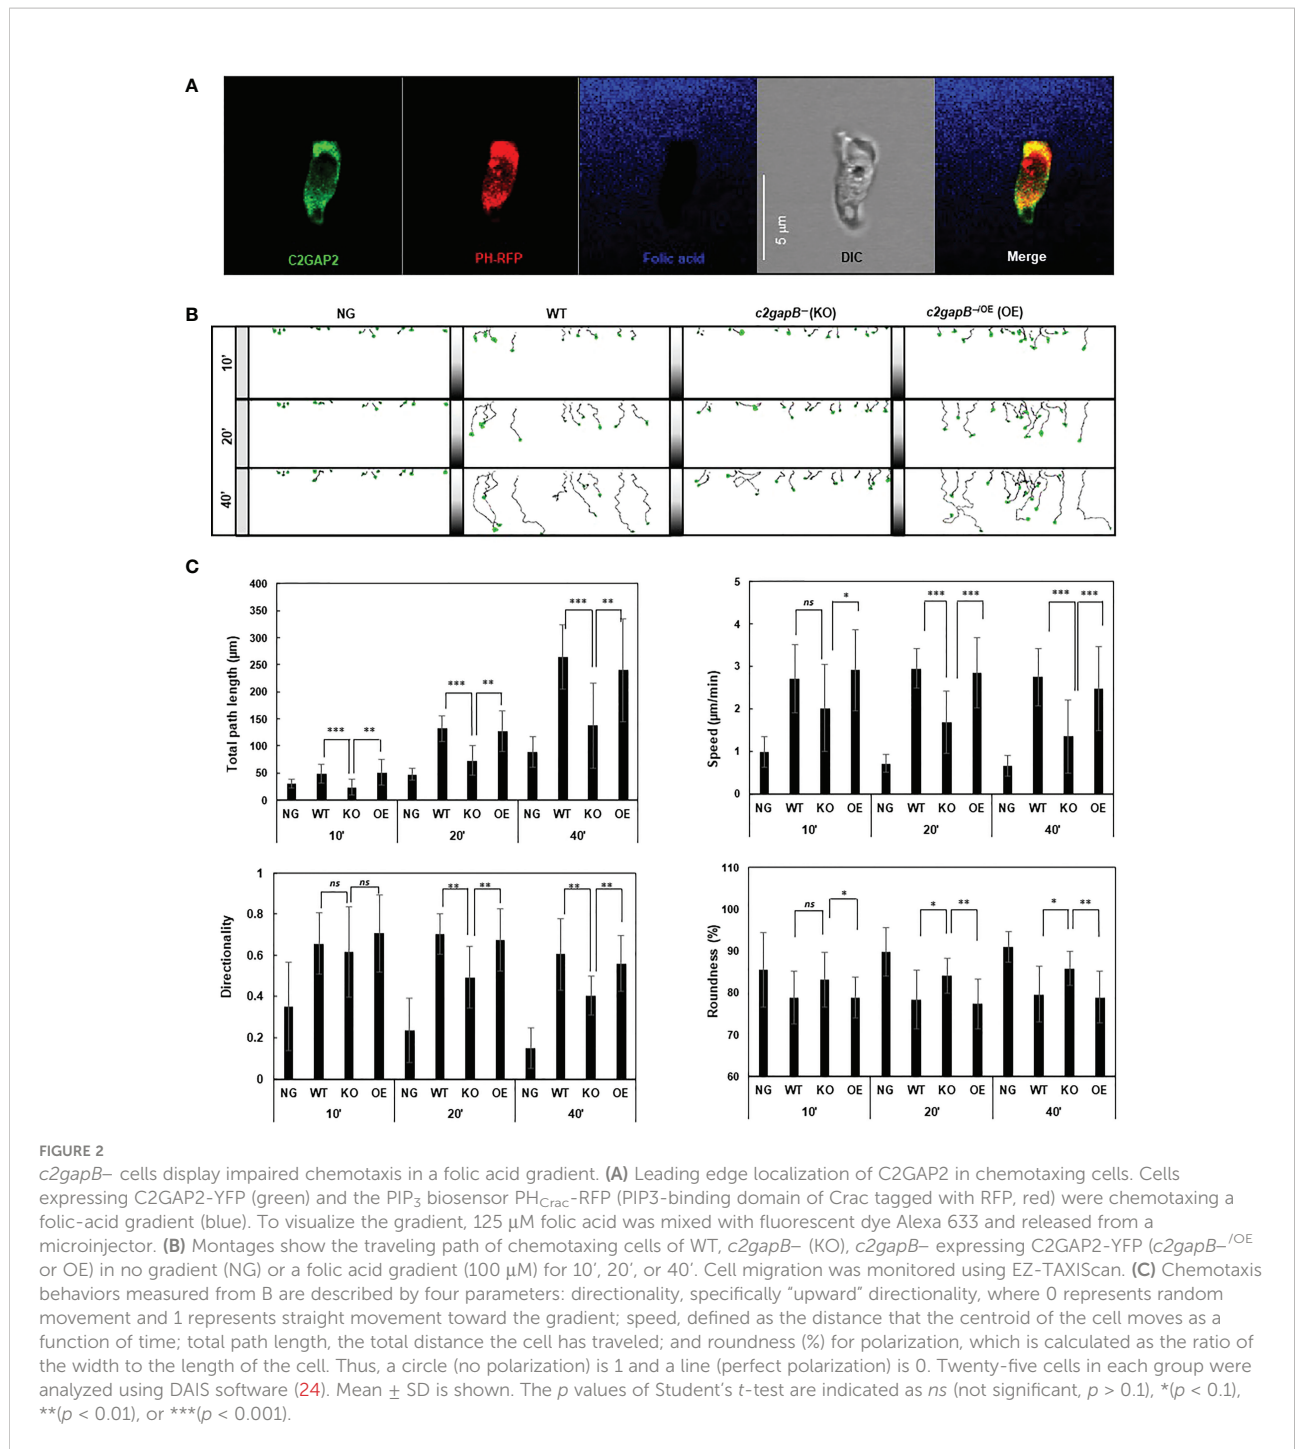 A
C2GAP2
PH-RFP
Folic acid
5 µm
DIC
Merge
B
NG
WT
c2gapB–(KO)
c2gapB–/OE (OE)
10'
20'
40'
C
Total path length (µm)
400
350
300
250
200
150
100
50
0
*** ** *** ** *** **
NG WT KO OE NG WT KO OE NG WT KO OE
10' 20' 40'
Speed (µm/min)
5
4
3
2
1
0
ns * *** *** *** ***
NG WT KO OE NG WT KO OE NG WT KO OE
10' 20' 40'
Directionality
1
0.8
0.6
0.4
0.2
0
ns ns ** ** ** **
NG WT KO OE NG WT KO OE NG WT KO OE
10' 20' 40'
Roundness (%)
110
100
90
80
70
60
ns * * ** * **
NG WT KO OE NG WT KO OE NG WT KO OE
10' 20' 40'
FIGURE 2
c2gapB– cells display impaired chemotaxis in a folic acid gradient. (A) Leading edge localization of C2GAP2 in chemotaxing cells. Cells
expressing C2GAP2-YFP (green) and the PIP3 biosensor PHCrac-RFP (PIP3-binding domain of Crac tagged with RFP, red) were chemotaxing a
folic-acid gradient (blue). To visualize the gradient, 125 µM folic acid was mixed with fluorescent dye Alexa 633 and released from a
microinjector. (B) Montages show the traveling path of chemotaxing cells of WT, c2gapB– (KO), c2gapB– expressing C2GAP2-YFP (c2gapB–/OE
or OE) in no gradient (NG) or a folic acid gradient (100 µM) for 10′, 20′, or 40′. Cell migration was monitored using EZ-TAXIScan. (C) Chemotaxis
behaviors measured from B are described by four parameters: directionality, specifically “upward” directionality, where 0 represents random
movement and 1 represents straight movement toward the gradient; speed, defined as the distance that the centroid of the cell moves as a
function of time; total path length, the total distance the cell has traveled; and roundness (%) for polarization, which is calculated as the ratio of
the width to the length of the cell. Thus, a circle (no polarization) is 1 and a line (perfect polarization) is 0. Twenty-five cells in each group were
analyzed using DAIS software (24). Mean ± SD is shown. The p values of Student’s t-test are indicated as ns (not significant, p > 0.1), *(p < 0.1),
**(p < 0.01), or ***(p < 0.001).